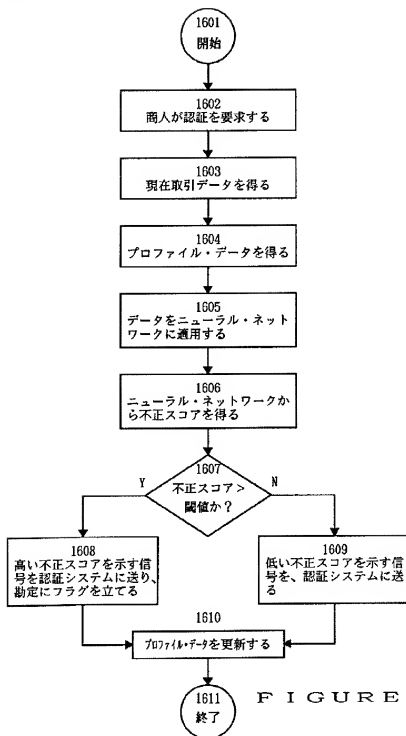 1601
開始
1602
商人が認証を要求する
1603
現在取引データを得る
1604
プロファイル・データを得る
1605
データをニューラル・ネット
ワークに適用する
1606
ニューラル・ネットワークか
ら不正スコアを得る
1607
不正スコア>
閾値か?
Y
N
1608
高い不正スコアを示す信
号を認証システムに送り、
勘定にフラグを立てる
1609
低い不正スコアを示す信
号を、認証システムに送
る
1610
プロファイル・データを更新する
1611
終了
FIGURE